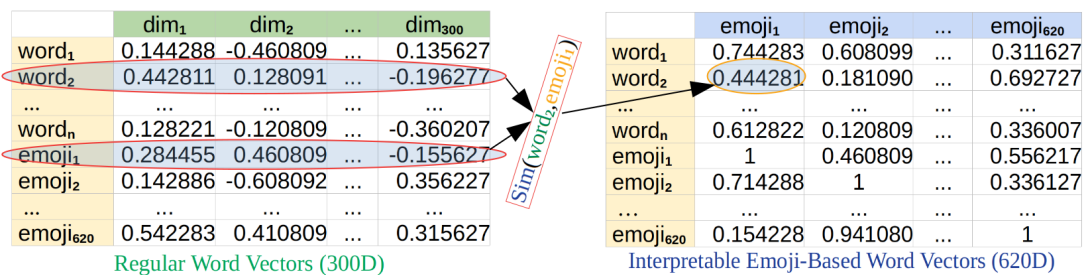 dim₁ dim₂ ... dim₃₀₀
word₁ 0.144288 -0.460809 ... 0.135627
word₂ 0.442811 0.128091 ... -0.196277
... ... ... ... ...
wordₙ 0.128221 -0.120809 ... -0.360207
emoji₁ 0.284455 0.460809 ... -0.155627
emoji₂ 0.142886 -0.608092 ... 0.356227
... ... ... ... ...
emoji₆₂₀ 0.542283 0.410809 ... 0.315627
Regular Word Vectors (300D)
Sim(word₂,emoji₁)
emoji₁ emoji₂ ... emoji₆₂₀
word₁ 0.744283 0.608099 ... 0.311627
word₂ 0.444281 0.181090 ... 0.692727
... ... ... ... ...
wordₙ 0.612822 0.120809 ... 0.336007
emoji₁ 1 0.460809 ... 0.556217
emoji₂ 0.714288 1 ... 0.336127
... ... ... ... ...
emoji₆₂₀ 0.154228 0.941080 ... 1
Interpretable Emoji-Based Word Vectors (620D)